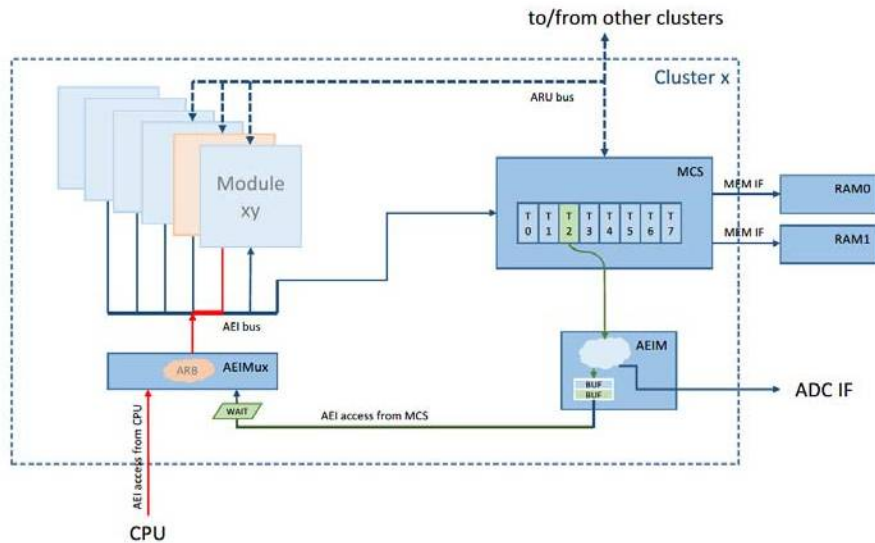 to/from other clusters
Cluster x
ARU bus
Module
xy
MCS
T T T T T T T T
0 1 2 3 4 5 6 7
MEM IF
RAM0
MEM IF
RAM1
AEI bus
ARB
AEIMux
AEIM
BUF
BUF
ADC IF
WAIT
AEI access from MCS
AEI access from CPU
CPU